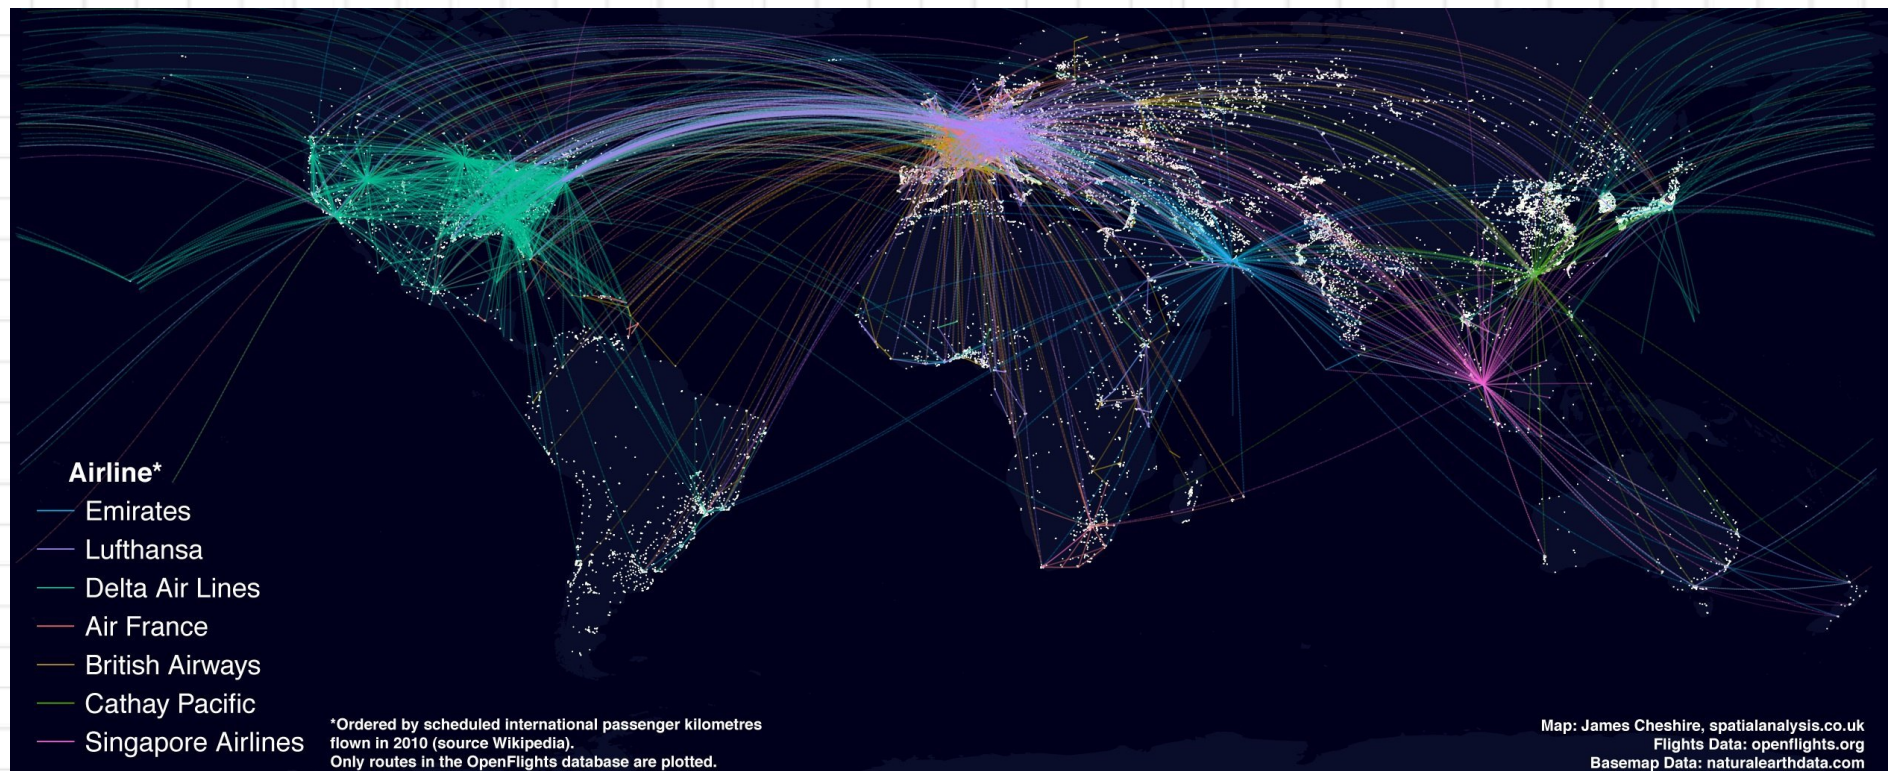 Airline*
Emirates
Lufthansa
Delta Air Lines
Air France
British Airways
Cathay Pacific
Singapore Airlines
*Ordered by scheduled international passenger kilometres
flown in 2010 (source Wikipedia).
Only routes in the OpenFlights database are plotted.
Map: James Cheshire, spatialanalysis.co.uk
Flights Data: openflights.org
Basemap Data: naturalearthdata.com